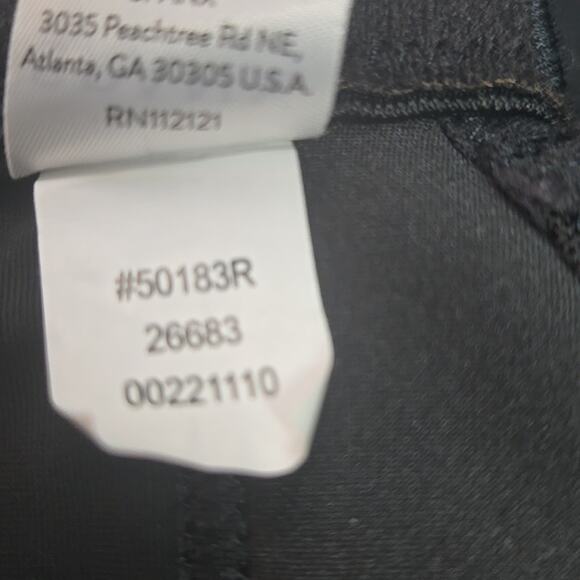 3035 Peachtree Rd NE,
Atlanta, GA 30305 U.S.A.
RN112121
#50183R
26683
00221110